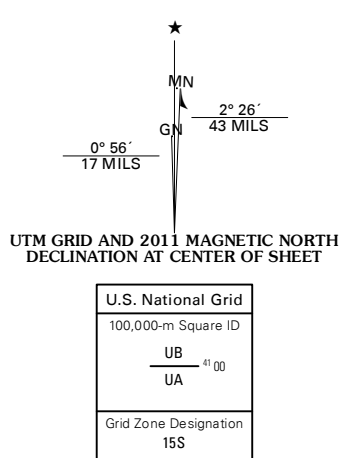 ★
MN
2° 26´
43 MILS
GN
0° 56´
17 MILS
UTM GRID AND 2011 MAGNETIC NORTH
DECLINATION AT CENTER OF SHEET
U.S. National Grid
100,000-m Square ID
UB
41 00
UA
Grid Zone Designation
15S